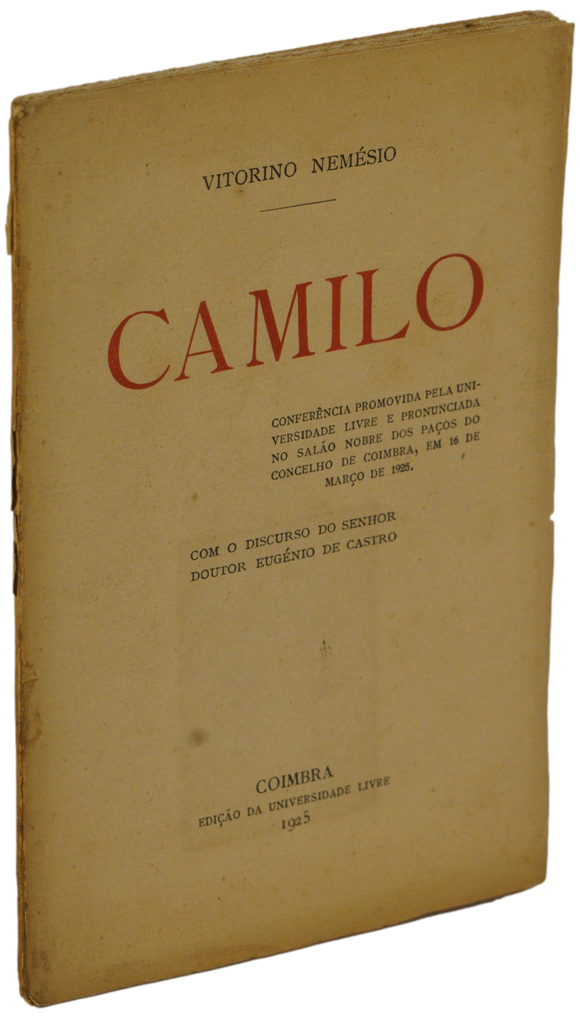 VITORINO NEMÉSIO
CAMILO
CONFERÊNCIA PROMOVIDA PELA UNI-
VERSIDADE LIVRE E PRONUNCIADA
NO SALÃO NOBRE DOS PAÇOS DO
CONCELHO DE COIMBRA, EM 16 DE
MARÇO DE 1925.
COM O DISCURSO DO SENHOR
DOUTOR EUGÉNIO DE CASTRO
COIMBRA
EDIÇÃO DA UNIVERSIDADE LIVRE
1925